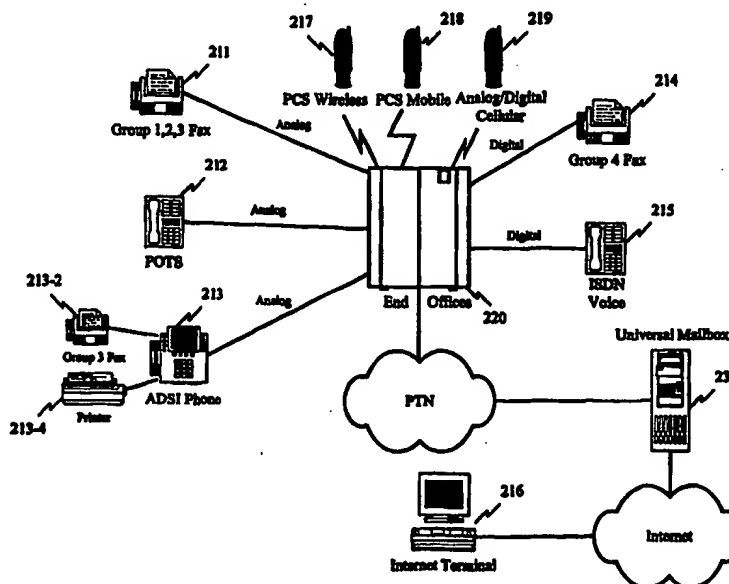 217
218
219
211
PCS Wireless
PCS Mobile
Analog/Digital
Cellular
214
Group 1,2,3 Fax
Analog
Digital
Group 4 Fax
212
Analog
POTS
Digital
215
ISDN
Voice
213-2
213
Analog
End Offices
220
Group 3 Fax
ADSI Phone
Printer
213-4
Universal Mailbox
PTN
23
216
Internet Terminal
Internet